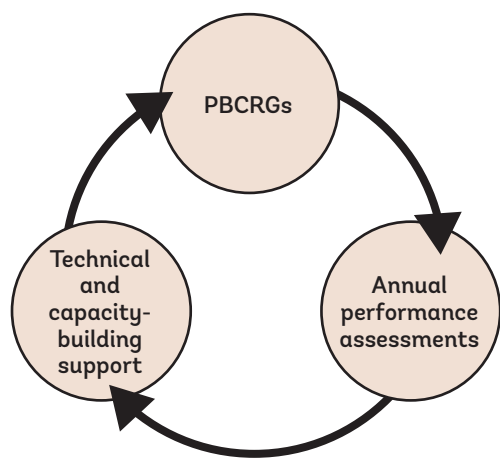 PBCRGs
Annual
performance
assessments
Technical
and
capacity-
building
support